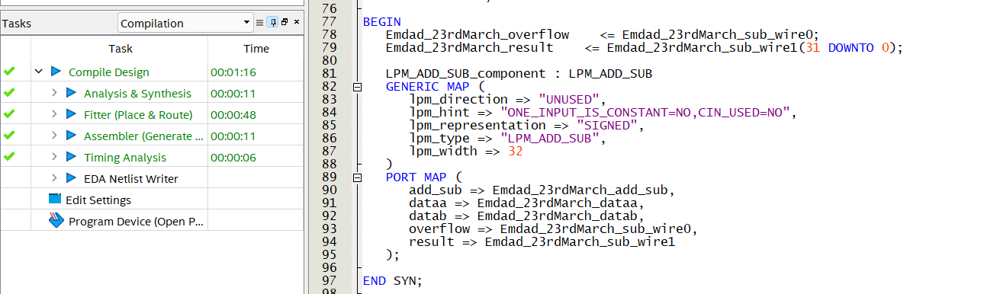 Tasks Compilation
Task Time
Compile Design 00:01:16
Analysis & Synthesis 00:00:11
Fitter (Place & Route) 00:00:48
Assembler (Generate ... 00:00:11
Timing Analysis 00:00:06
EDA Netlist Writer
Edit Settings
Program Device (Open P...
76
77 BEGIN
78 Emdad_23rdMarch_overflow <= Emdad_23rdMarch_sub_wire0;
79 Emdad_23rdMarch_result <= Emdad_23rdMarch_sub_wire1(31 DOWNTO 0);
80
81 LPM_ADD_SUB_component : LPM_ADD_SUB
82 GENERIC MAP (
83 lpm_direction => "UNUSED",
84 lpm_hint => "ONE_INPUT_IS_CONSTANT=NO,CIN_USED=NO",
85 lpm_representation => "SIGNED",
86 lpm_type => "LPM_ADD_SUB",
87 lpm_width => 32
88 )
89 PORT MAP (
90 add_sub => Emdad_23rdMarch_add_sub,
91 dataa => Emdad_23rdMarch_dataa,
92 datab => Emdad_23rdMarch_datab,
93 overflow => Emdad_23rdMarch_sub_wire0,
94 result => Emdad_23rdMarch_sub_wire1
95 );
96
97 END SYN;
98